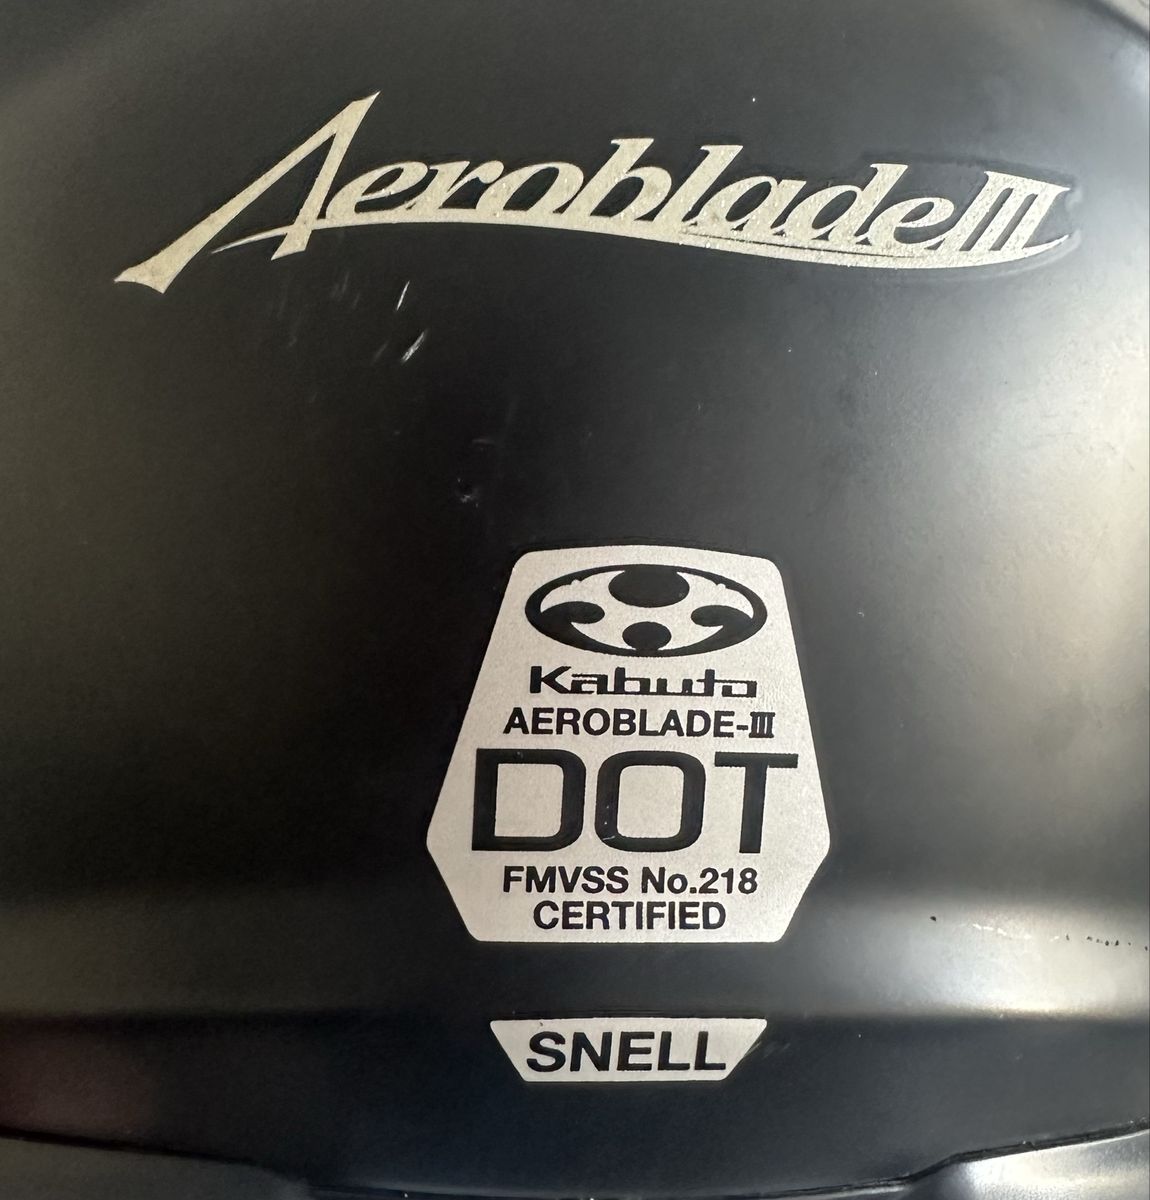 AerobladeIII
Kabuto
AEROBLADE-III
DOT
FMVSS No.218
CERTIFIED
SNELL